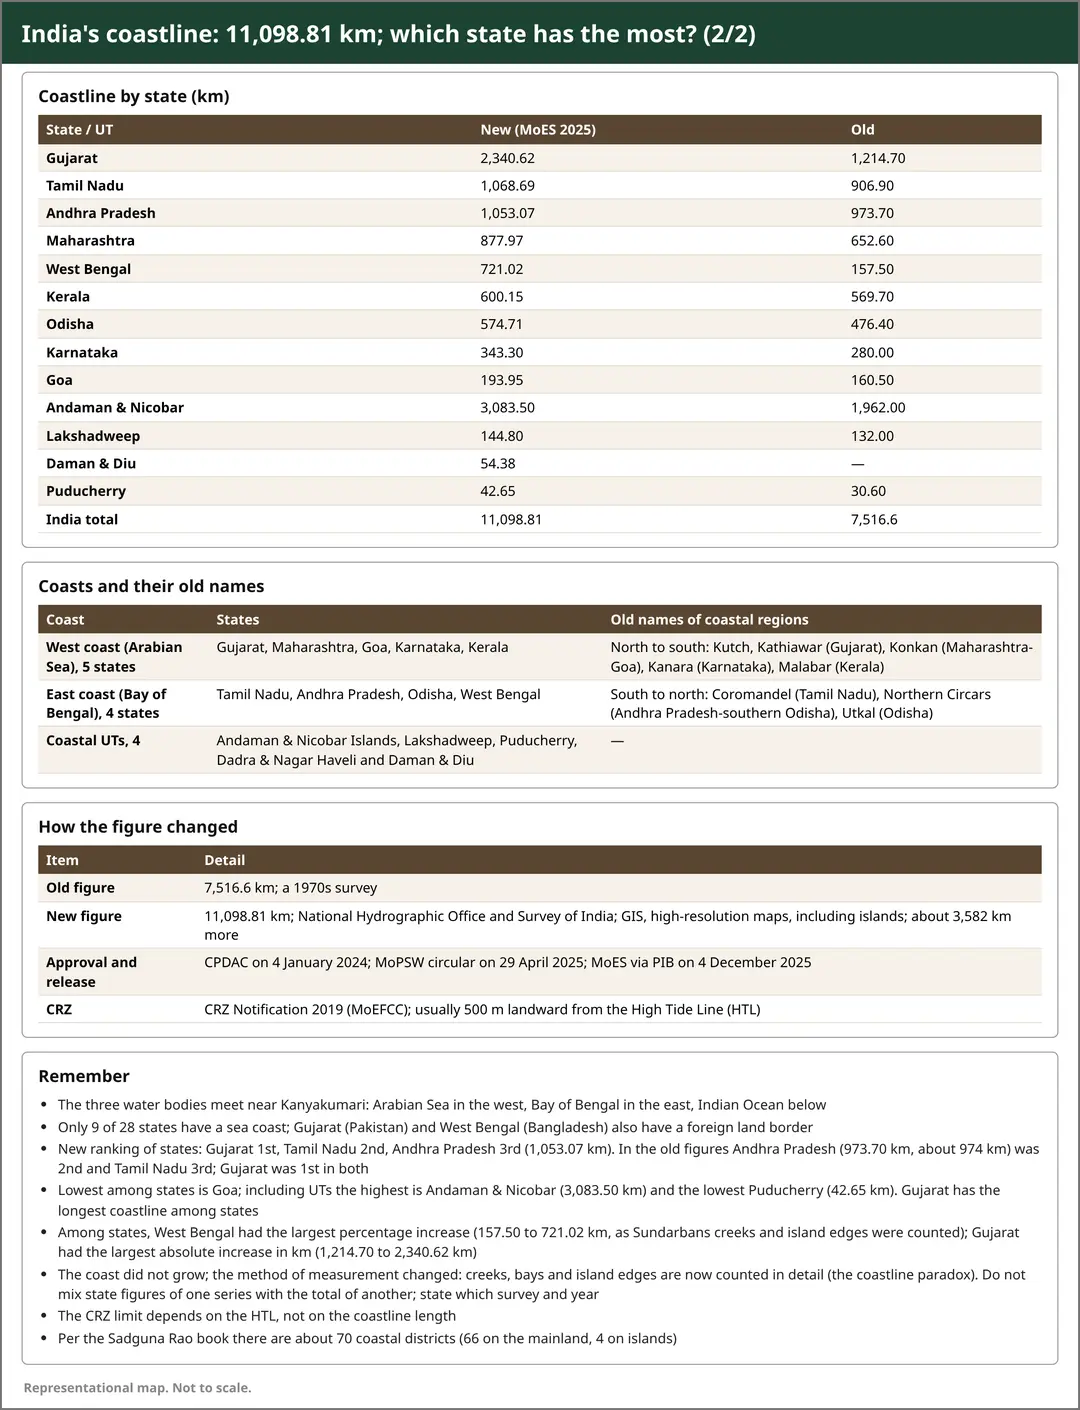 India's coastline: 11,098.81 km; which state has the most? (2/2)
Coastline by state (km)
State / UT New (MoES 2025) Old
Gujarat 2,340.62 1,214.70
Tamil Nadu 1,068.69 906.90
Andhra Pradesh 1,053.07 973.70
Maharashtra 877.97 652.60
West Bengal 721.02 157.50
Kerala 600.15 569.70
Odisha 574.71 476.40
Karnataka 343.30 280.00
Goa 193.95 160.50
Andaman & Nicobar 3,083.50 1,962.00
Lakshadweep 144.80 132.00
Daman & Diu 54.38 —
Puducherry 42.65 30.60
India total 11,098.81 7,516.6
Coasts and their old names
Coast States Old names of coastal regions
West coast (Arabian Gujarat, Maharashtra, Goa, Karnataka, Kerala North to south: Kutch, Kathiawar (Gujarat), Konkan (Maharashtra-
Sea), 5 states Goa), Kanara (Karnataka), Malabar (Kerala)
East coast (Bay of Tamil Nadu, Andhra Pradesh, Odisha, West Bengal South to north: Coromandel (Tamil Nadu), Northern Circars
Bengal), 4 states (Andhra Pradesh-southern Odisha), Utkal (Odisha)
Coastal UTs, 4 Andaman & Nicobar Islands, Lakshadweep, Puducherry, —
Dadra & Nagar Haveli and Daman & Diu
How the figure changed
Item Detail
Old figure 7,516.6 km; a 1970s survey
New figure 11,098.81 km; National Hydrographic Office and Survey of India; GIS, high-resolution maps, including islands; about 3,582 km
more
Approval and CPDAC on 4 January 2024; MoPSW circular on 29 April 2025; MoES via PIB on 4 December 2025
release
CRZ CRZ Notification 2019 (MoEFCC); usually 500 m landward from the High Tide Line (HTL)
Remember
• The three water bodies meet near Kanyakumari: Arabian Sea in the west, Bay of Bengal in the east, Indian Ocean below
• Only 9 of 28 states have a sea coast; Gujarat (Pakistan) and West Bengal (Bangladesh) also have a foreign land border
• New ranking of states: Gujarat 1st, Tamil Nadu 2nd, Andhra Pradesh 3rd (1,053.07 km). In the old figures Andhra Pradesh (973.70 km, about 974 km) was
2nd and Tamil Nadu 3rd; Gujarat was 1st in both
• Lowest among states is Goa; including UTs the highest is Andaman & Nicobar (3,083.50 km) and the lowest Puducherry (42.65 km). Gujarat has the
longest coastline among states
• Among states, West Bengal had the largest percentage increase (157.50 to 721.02 km, as Sundarbans creeks and island edges were counted); Gujarat
had the largest absolute increase in km (1,214.70 to 2,340.62 km)
• The coast did not grow; the method of measurement changed: creeks, bays and island edges are now counted in detail (the coastline paradox). Do not
mix state figures of one series with the total of another; state which survey and year
• The CRZ limit depends on the HTL, not on the coastline length
• Per the Sadguna Rao book there are about 70 coastal districts (66 on the mainland, 4 on islands)
Representational map. Not to scale.